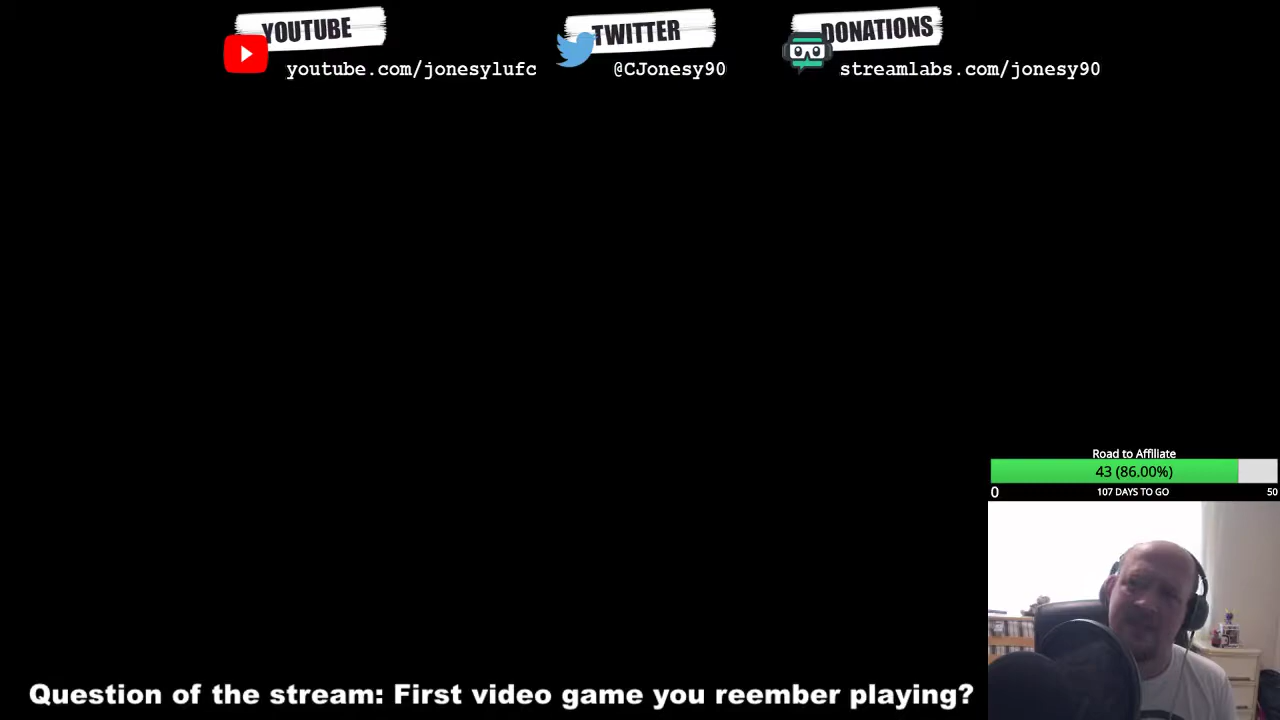 YOUTUBE
youtube.com/jonesylufc
TWITTER
@CJonesy90
DONATIONS
streamlabs.com/jonesy90
Road to Affiliate
43 (86.00%)
0 107 DAYS TO GO 50
Question of the stream: First video game you reember playing?